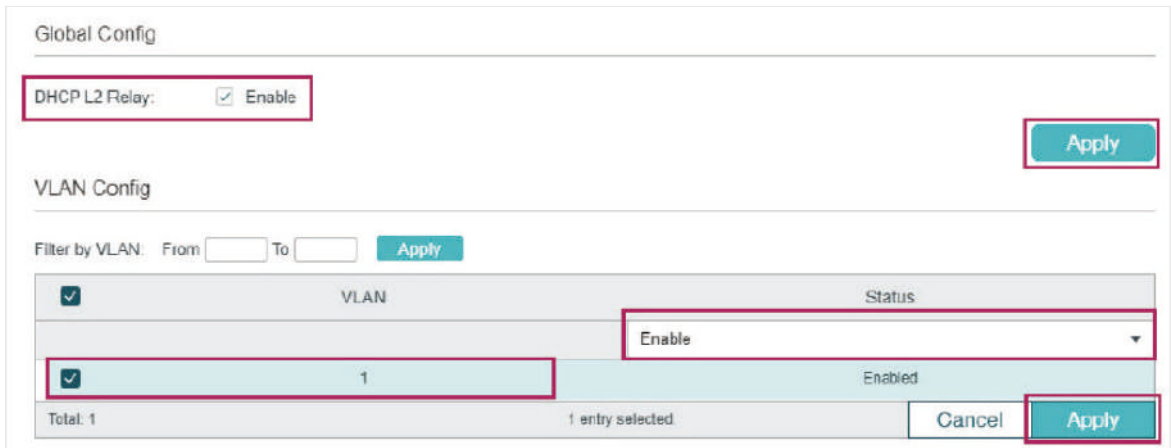 Global Config
DHCP L2 Relay: Enable
Apply
VLAN Config
Filter by VLAN: From To Apply
VLAN Status
Enable
1 Enabled
Total: 1 1 entry selected. Cancel Apply